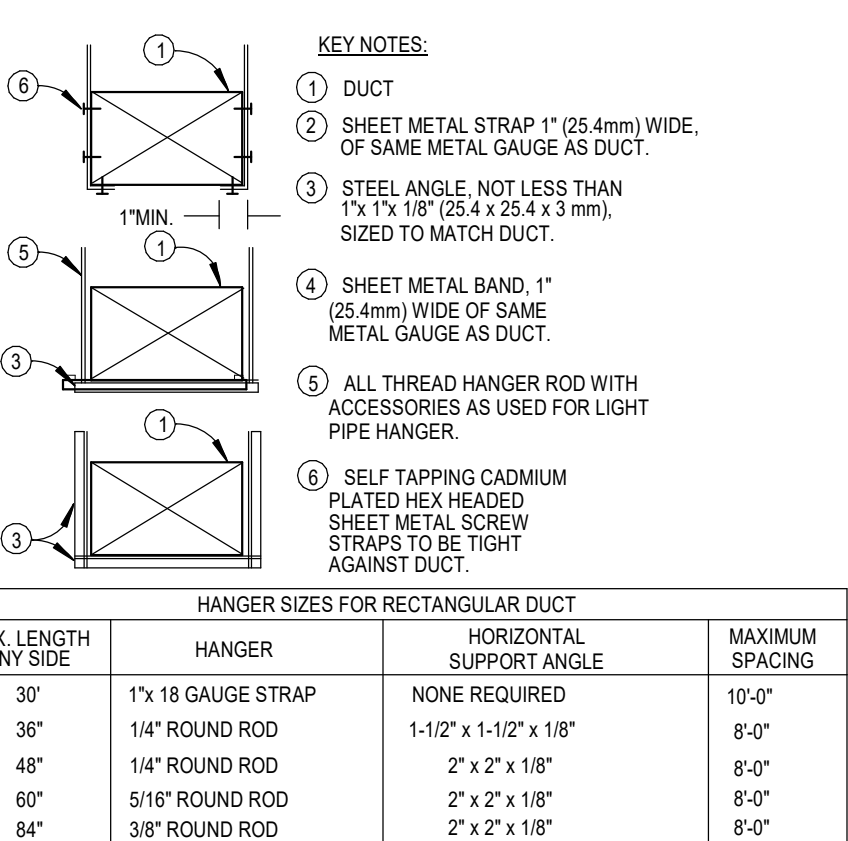 KEY NOTES:
1 DUCT
2 SHEET METAL STRAP 1" (25.4mm) WIDE,
OF SAME METAL GAUGE AS DUCT.
3 STEEL ANGLE, NOT LESS THAN
1"x 1"x 1/8" (25.4 x 25.4 x 3 mm),
SIZED TO MATCH DUCT.
4 SHEET METAL BAND, 1"
(25.4mm) WIDE OF SAME
METAL GAUGE AS DUCT.
5 ALL THREAD HANGER ROD WITH
ACCESSORIES AS USED FOR LIGHT
PIPE HANGER.
6 SELF TAPPING CADMIUM
PLATED HEX HEADED
SHEET METAL SCREW
STRAPS TO BE TIGHT
AGAINST DUCT.
1
6
1"MIN.
5
1
3
1
3
HANGER SIZES FOR RECTANGULAR DUCT
X. LENGTH
NY SIDE
HANGER
HORIZONTAL
SUPPORT ANGLE
MAXIMUM
SPACING
30' 1"x 18 GAUGE STRAP NONE REQUIRED 10'-0"
36" 1/4" ROUND ROD 1-1/2" x 1-1/2" x 1/8" 8'-0"
48" 1/4" ROUND ROD 2" x 2" x 1/8" 8'-0"
60" 5/16" ROUND ROD 2" x 2" x 1/8" 8'-0"
84" 3/8" ROUND ROD 2" x 2" x 1/8" 8'-0"